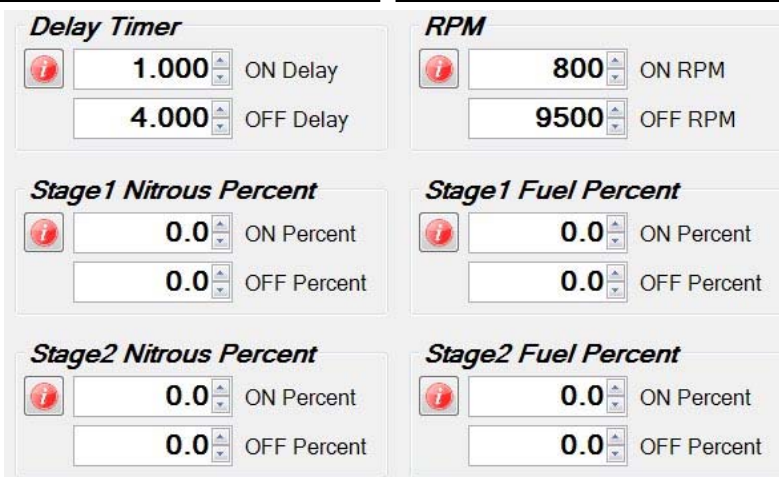 Delay Timer
1.000 ON Delay
4.000 OFF Delay
RPM
800 ON RPM
9500 OFF RPM
Stage1 Nitrous Percent
0.0 ON Percent
0.0 OFF Percent
Stage1 Fuel Percent
0.0 ON Percent
0.0 OFF Percent
Stage2 Nitrous Percent
0.0 ON Percent
0.0 OFF Percent
Stage2 Fuel Percent
0.0 ON Percent
0.0 OFF Percent